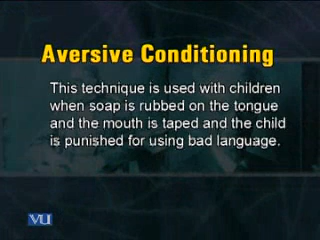 Aversive Conditioning
This technique is used with children
when soap is rubbed on the tongue
and the mouth is taped and the child
is punished for using bad language.
VU